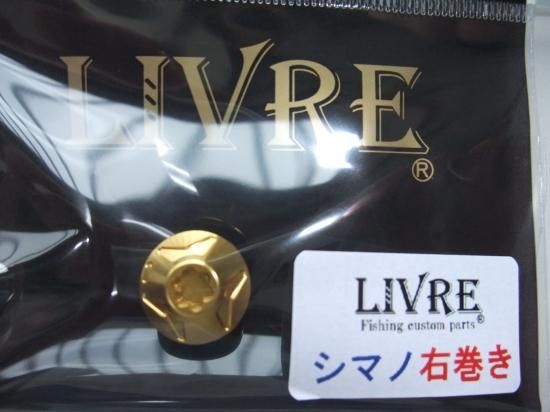 LIVRE
®
LIVRE®
Fishing custom parts
シマノ右巻き